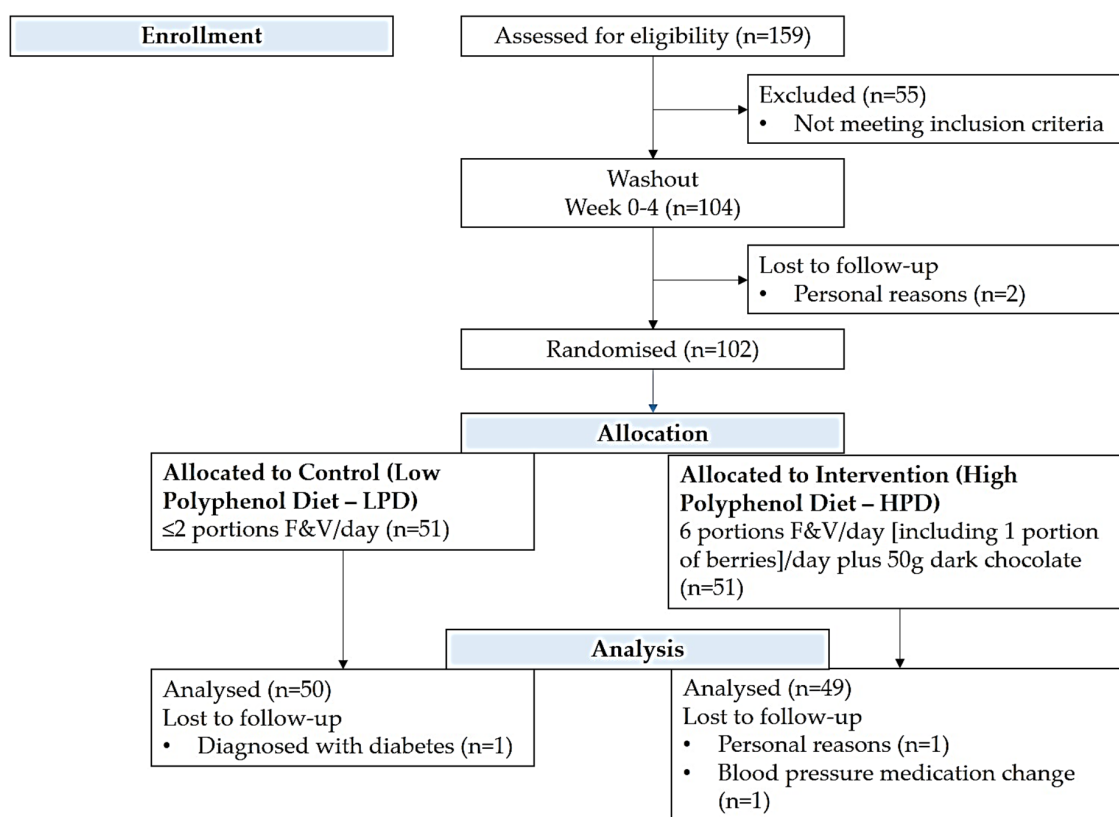 Enrollment
Assessed for eligibility (n=159)
Excluded (n=55)
• Not meeting inclusion criteria
Washout
Week 0-4 (n=104)
Lost to follow-up
• Personal reasons (n=2)
Randomised (n=102)
Allocation
Allocated to Control (Low
Polyphenol Diet – LPD)
≤2 portions F&V/day (n=51)
Allocated to Intervention (High
Polyphenol Diet – HPD)
6 portions F&V/day [including 1 portion
of berries]/day plus 50g dark chocolate
(n=51)
Analysis
Analysed (n=50)
Lost to follow-up
• Diagnosed with diabetes (n=1)
Analysed (n=49)
Lost to follow-up
• Personal reasons (n=1)
• Blood pressure medication change
(n=1)